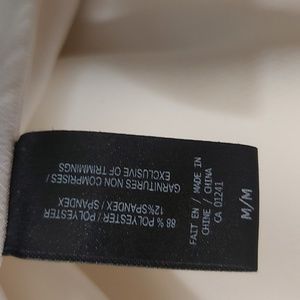 88 % POLYESTER / POLYESTER
12%SPANDEX / SPANDEX
GARNITURES NON COMPRISES /
EXCLUSIVE OF TRIMMINGS
FAIT EN / MADE IN
CHINE / CHINA
CA 01241
M/M